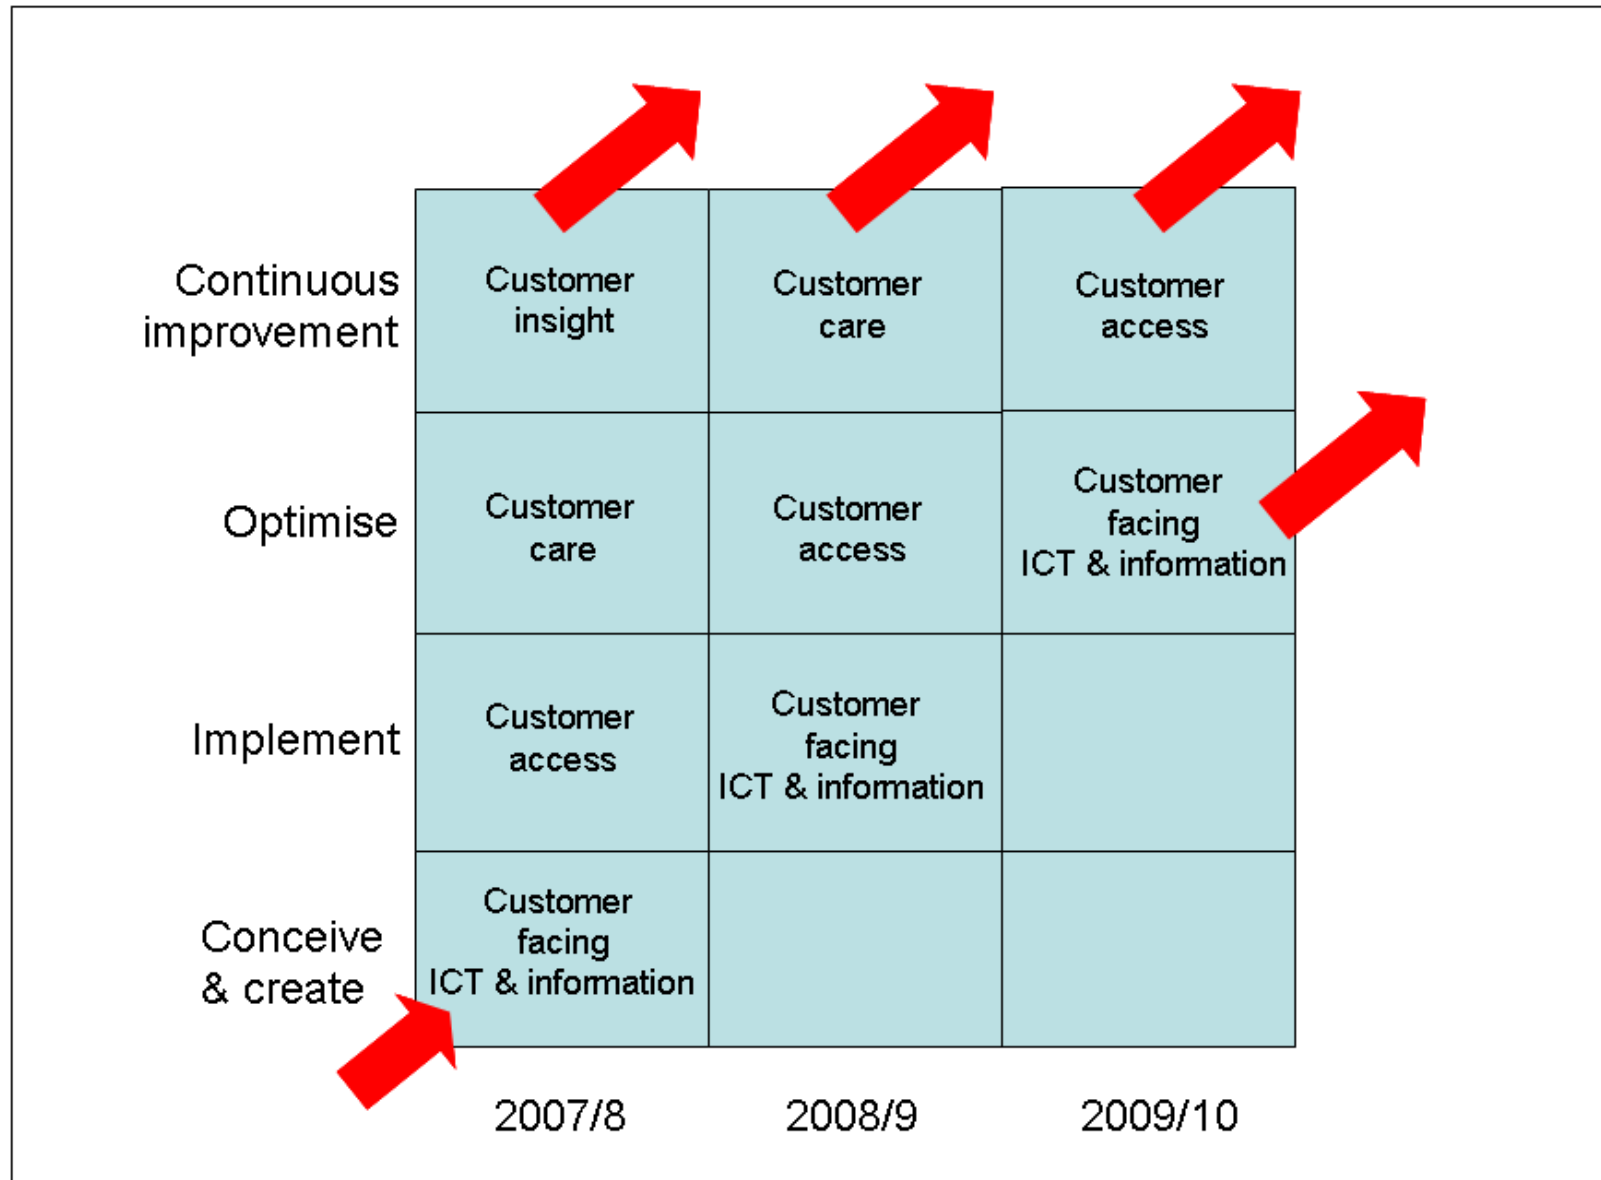 Continuous
improvement
Customer
insight
Customer
care
Customer
access
Optimise
Customer
care
Customer
access
Customer
facing
ICT & information
Implement
Customer
access
Customer
facing
ICT & information
Conceive
& create
Customer
facing
ICT & information
2007/8
2008/9
2009/10